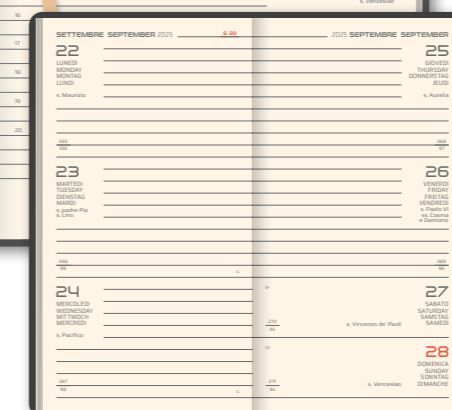 s. Venceslao
16
17
18
19
20
SETTEMBRE SEPTEMBER 2025
S. 39
22
LUNEDÌ
MONDAY
MONTAG
LUNDI
s. Maurizio
265
100
23
MARTEDÌ
TUESDAY
DIENSTAG
MARDI
s. padre Pio
s. Lino
266
99
24
MERCOLEDÌ
WEDNESDAY
MITTWOCH
MERCREDI
s. Pacifico
267
98
2025 SEPTEMBRE SEPTEMBER
25
GIOVEDÌ
THURSDAY
DONNERSTAG
JEUDI
s. Aurelia
268
97
26
VENERDÌ
FRIDAY
FREITAG
VENDREDI
s. Paolo VI
ss. Cosma
e Damiano
269
96
27
SABATO
SATURDAY
SAMSTAG
SAMEDI
s. Vincenzo de' Paoli
270
95
28
DOMENICA
SUNDAY
SONNTAG
DIMANCHE
s. Venceslao
271
94